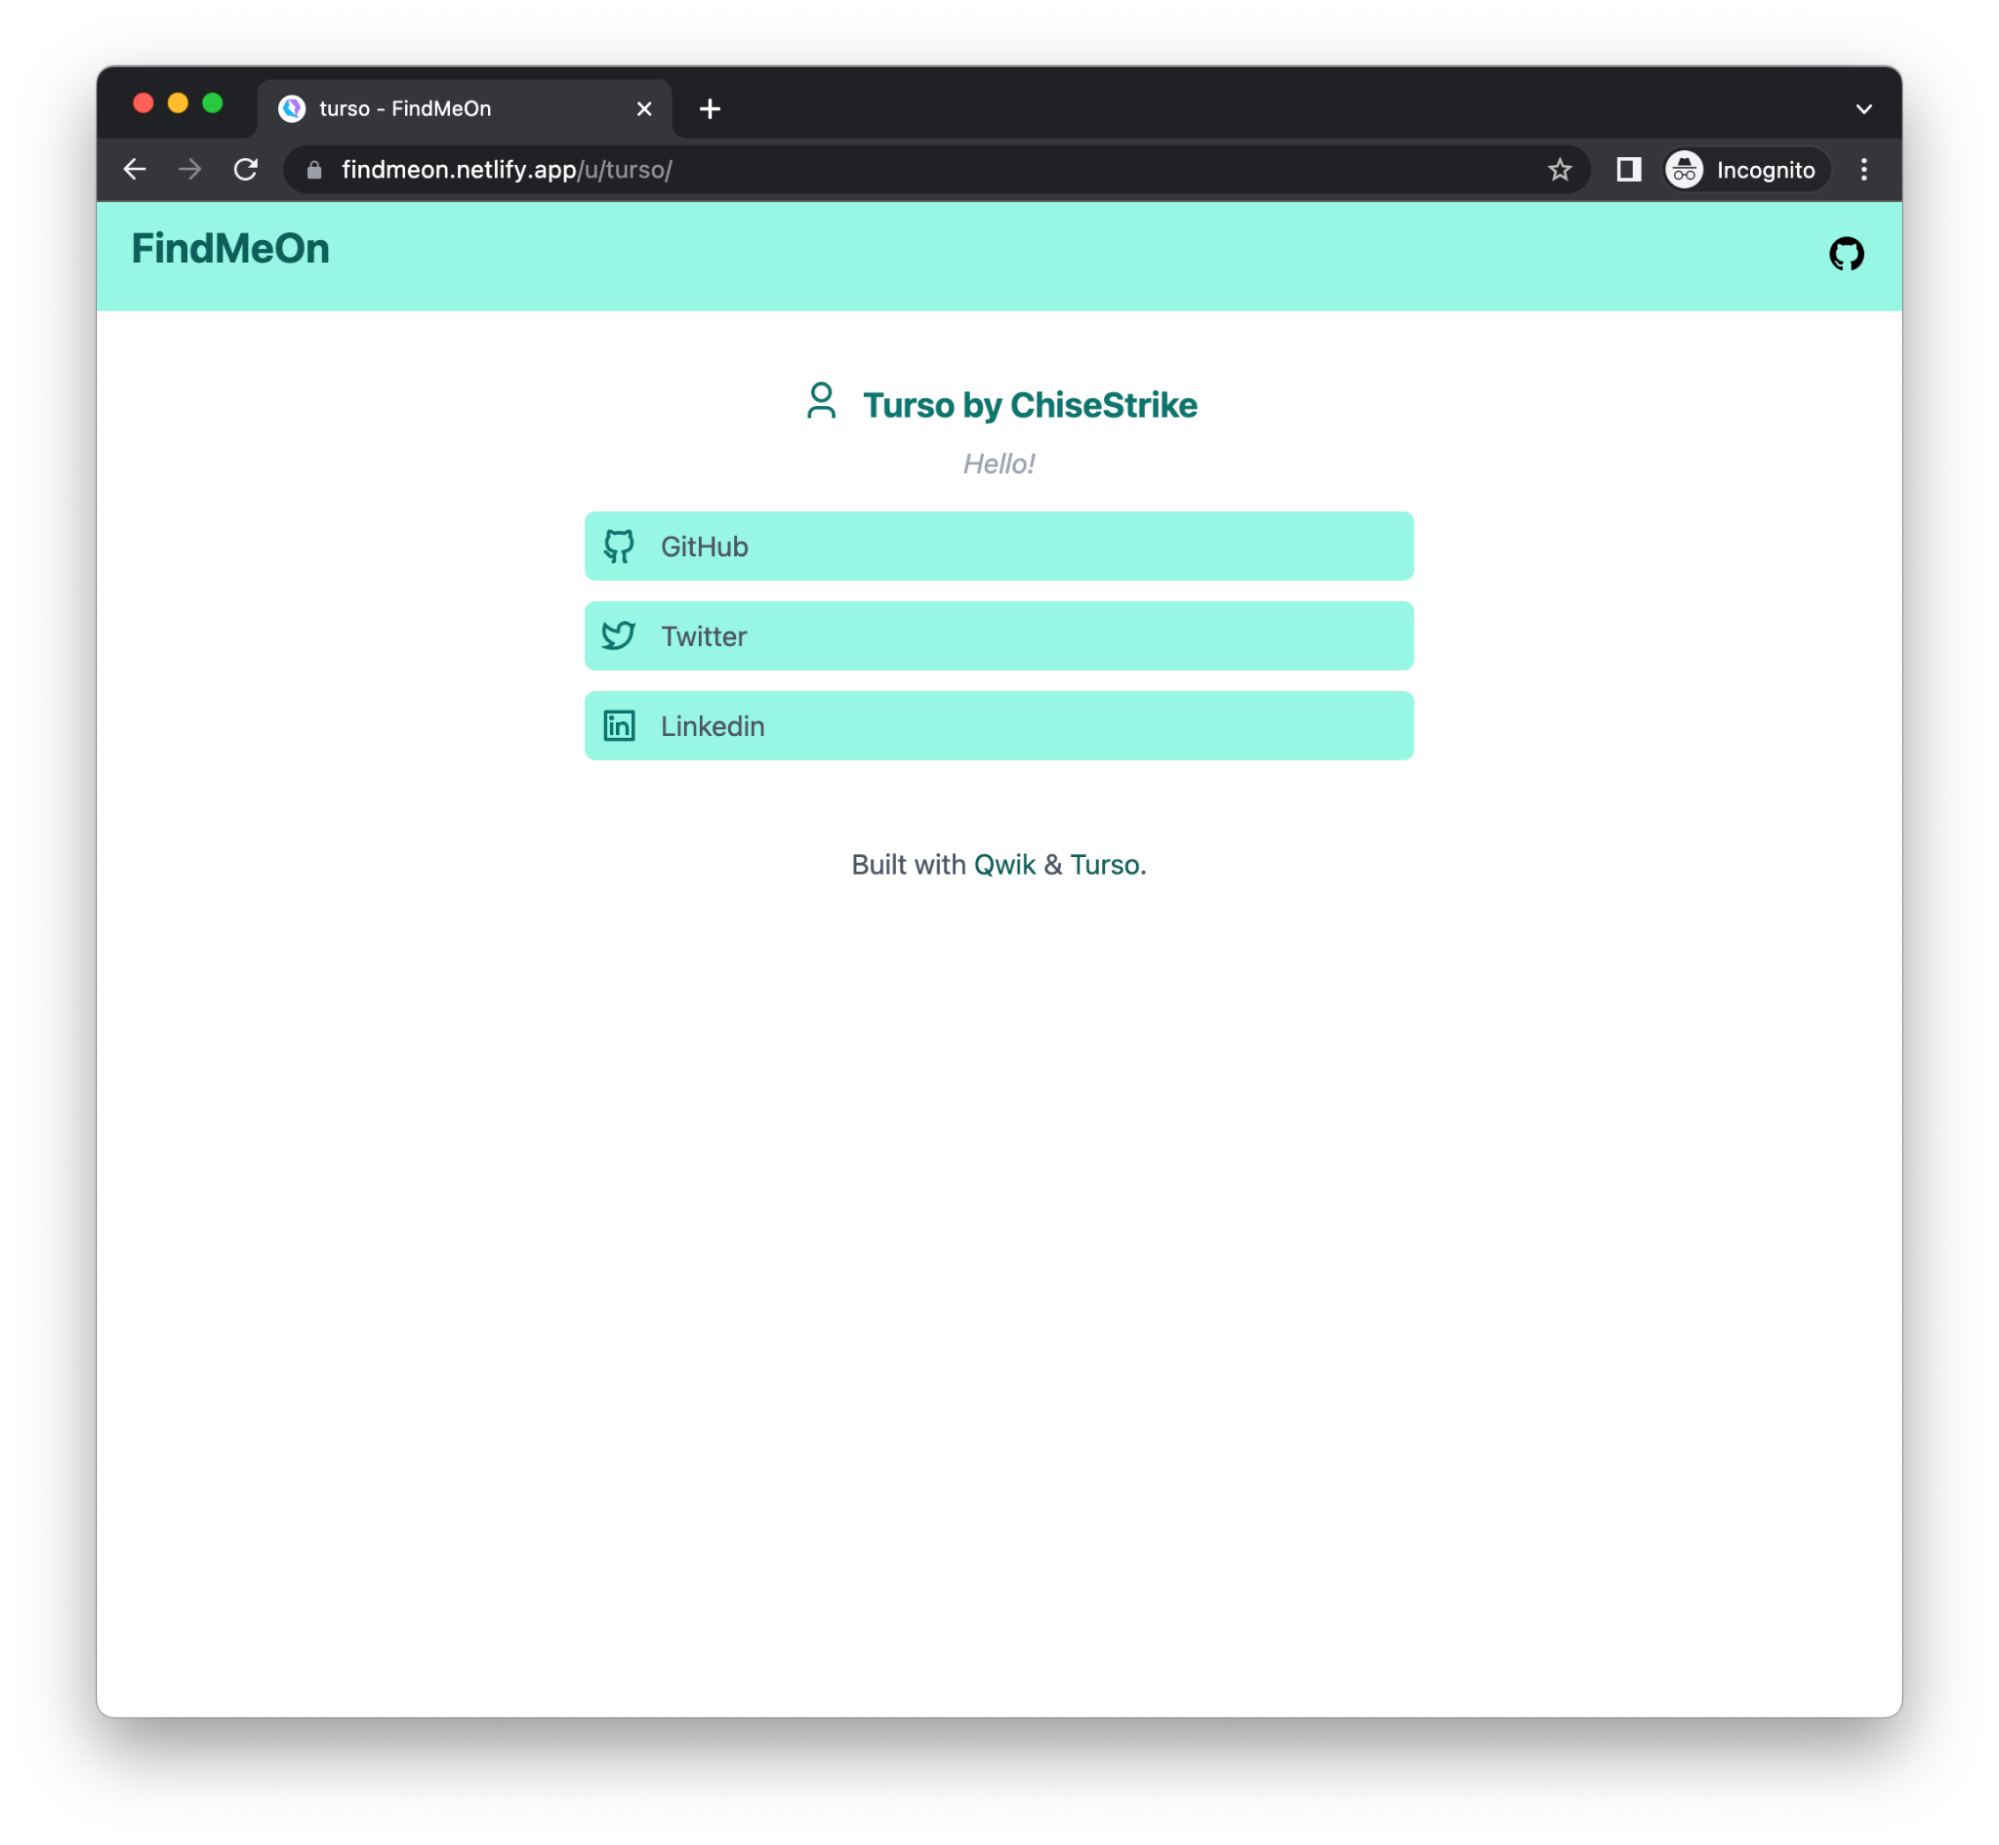 turso - FindMeOn
findmeon.netlify.app/u/turso/
Incognito
FindMeOn
Turso by ChiseStrike
Hello!
GitHub
Twitter
Linkedin
Built with Qwik & Turso.